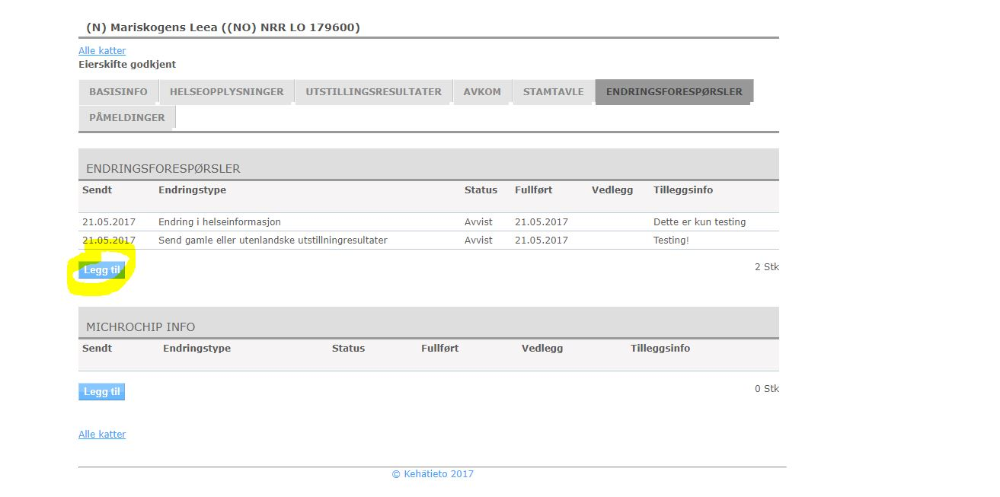 (N) Mariskogens Leea ((NO) NRR LO 179600)
Alle katter
Eierskifte godkjent
BASISINFO HELSEOPPLYSNINGER UTSTILLINGSRESULTATER AVKOM STAMTAVLE ENDRINGSFORESPØRSLER
PÅMELDINGER
ENDRINGSFORESPØRSLER
Sendt Endringstype Status Fullført Vedlegg Tilleggsinfo
21.05.2017 Endring i helseinformasjon Avvist 21.05.2017 Dette er kun testing
21.05.2017 Send gamle eller utenlandske utstillningresultater Avvist 21.05.2017 Testing!
Legg til 2 Stk
MICHROCHIP INFO
Sendt Endringstype Status Fullført Vedlegg Tilleggsinfo
Legg til 0 Stk
Alle katter
© Kehätieto 2017